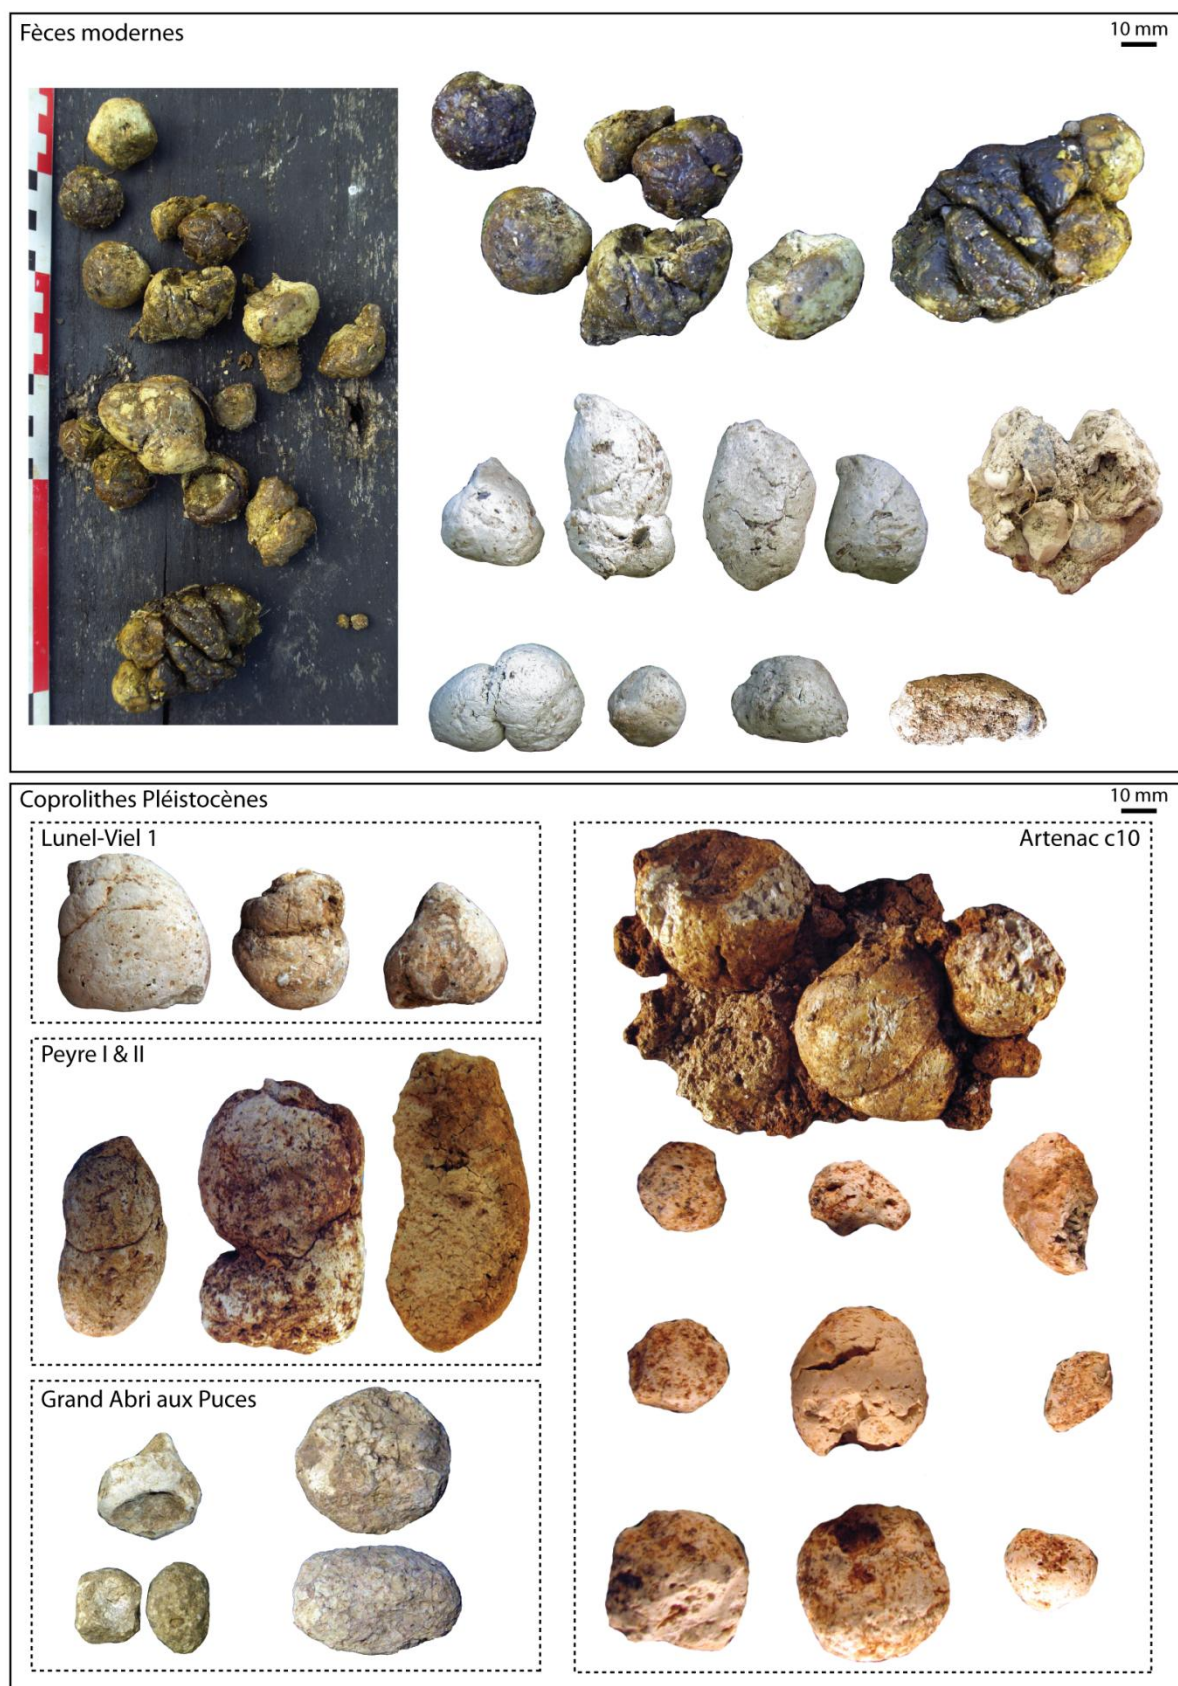 Fèces modernes
10 mm
Coprolithes Pléistocènes
10 mm
Lunel-Viel 1
Artenac c10
Peyre I & II
Grand Abri aux Puces